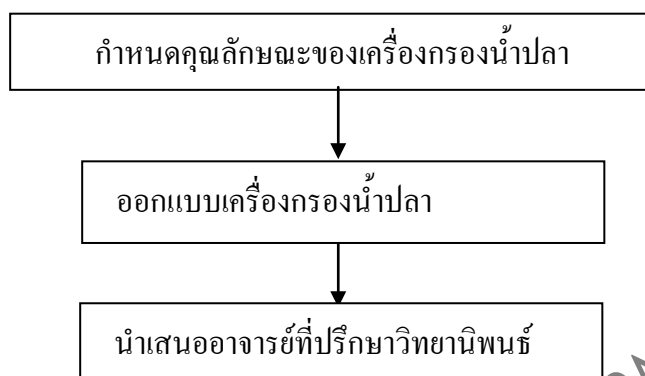 กำหนดคุณลักษณะของเครื่องกรองน้ำปลา
ออกแบบเครื่องกรองน้ำปลา
นำเสนออาจารย์ที่ปรึกษาวิทยานิพนธ์